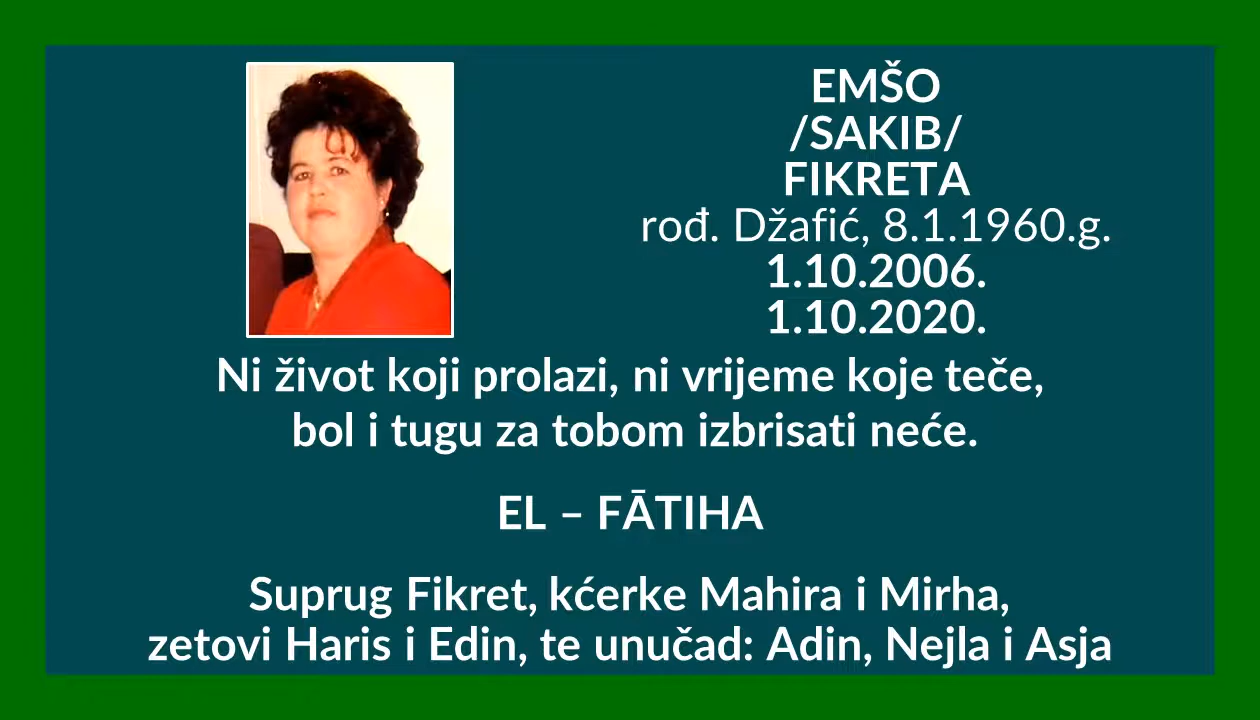 EMŠO
/SAKIB/
FIKRETA
rođ. Džafić, 8.1.1960.g.
1.10.2006.
1.10.2020.
Ni život koji prolazi, ni vrijeme koje teče,
bol i tugu za tobom izbrisati neće.
EL – FĀTIHA
Suprug Fikret, kćerke Mahira i Mirha,
zetovi Haris i Edin, te unučad: Adin, Nejla i Asja